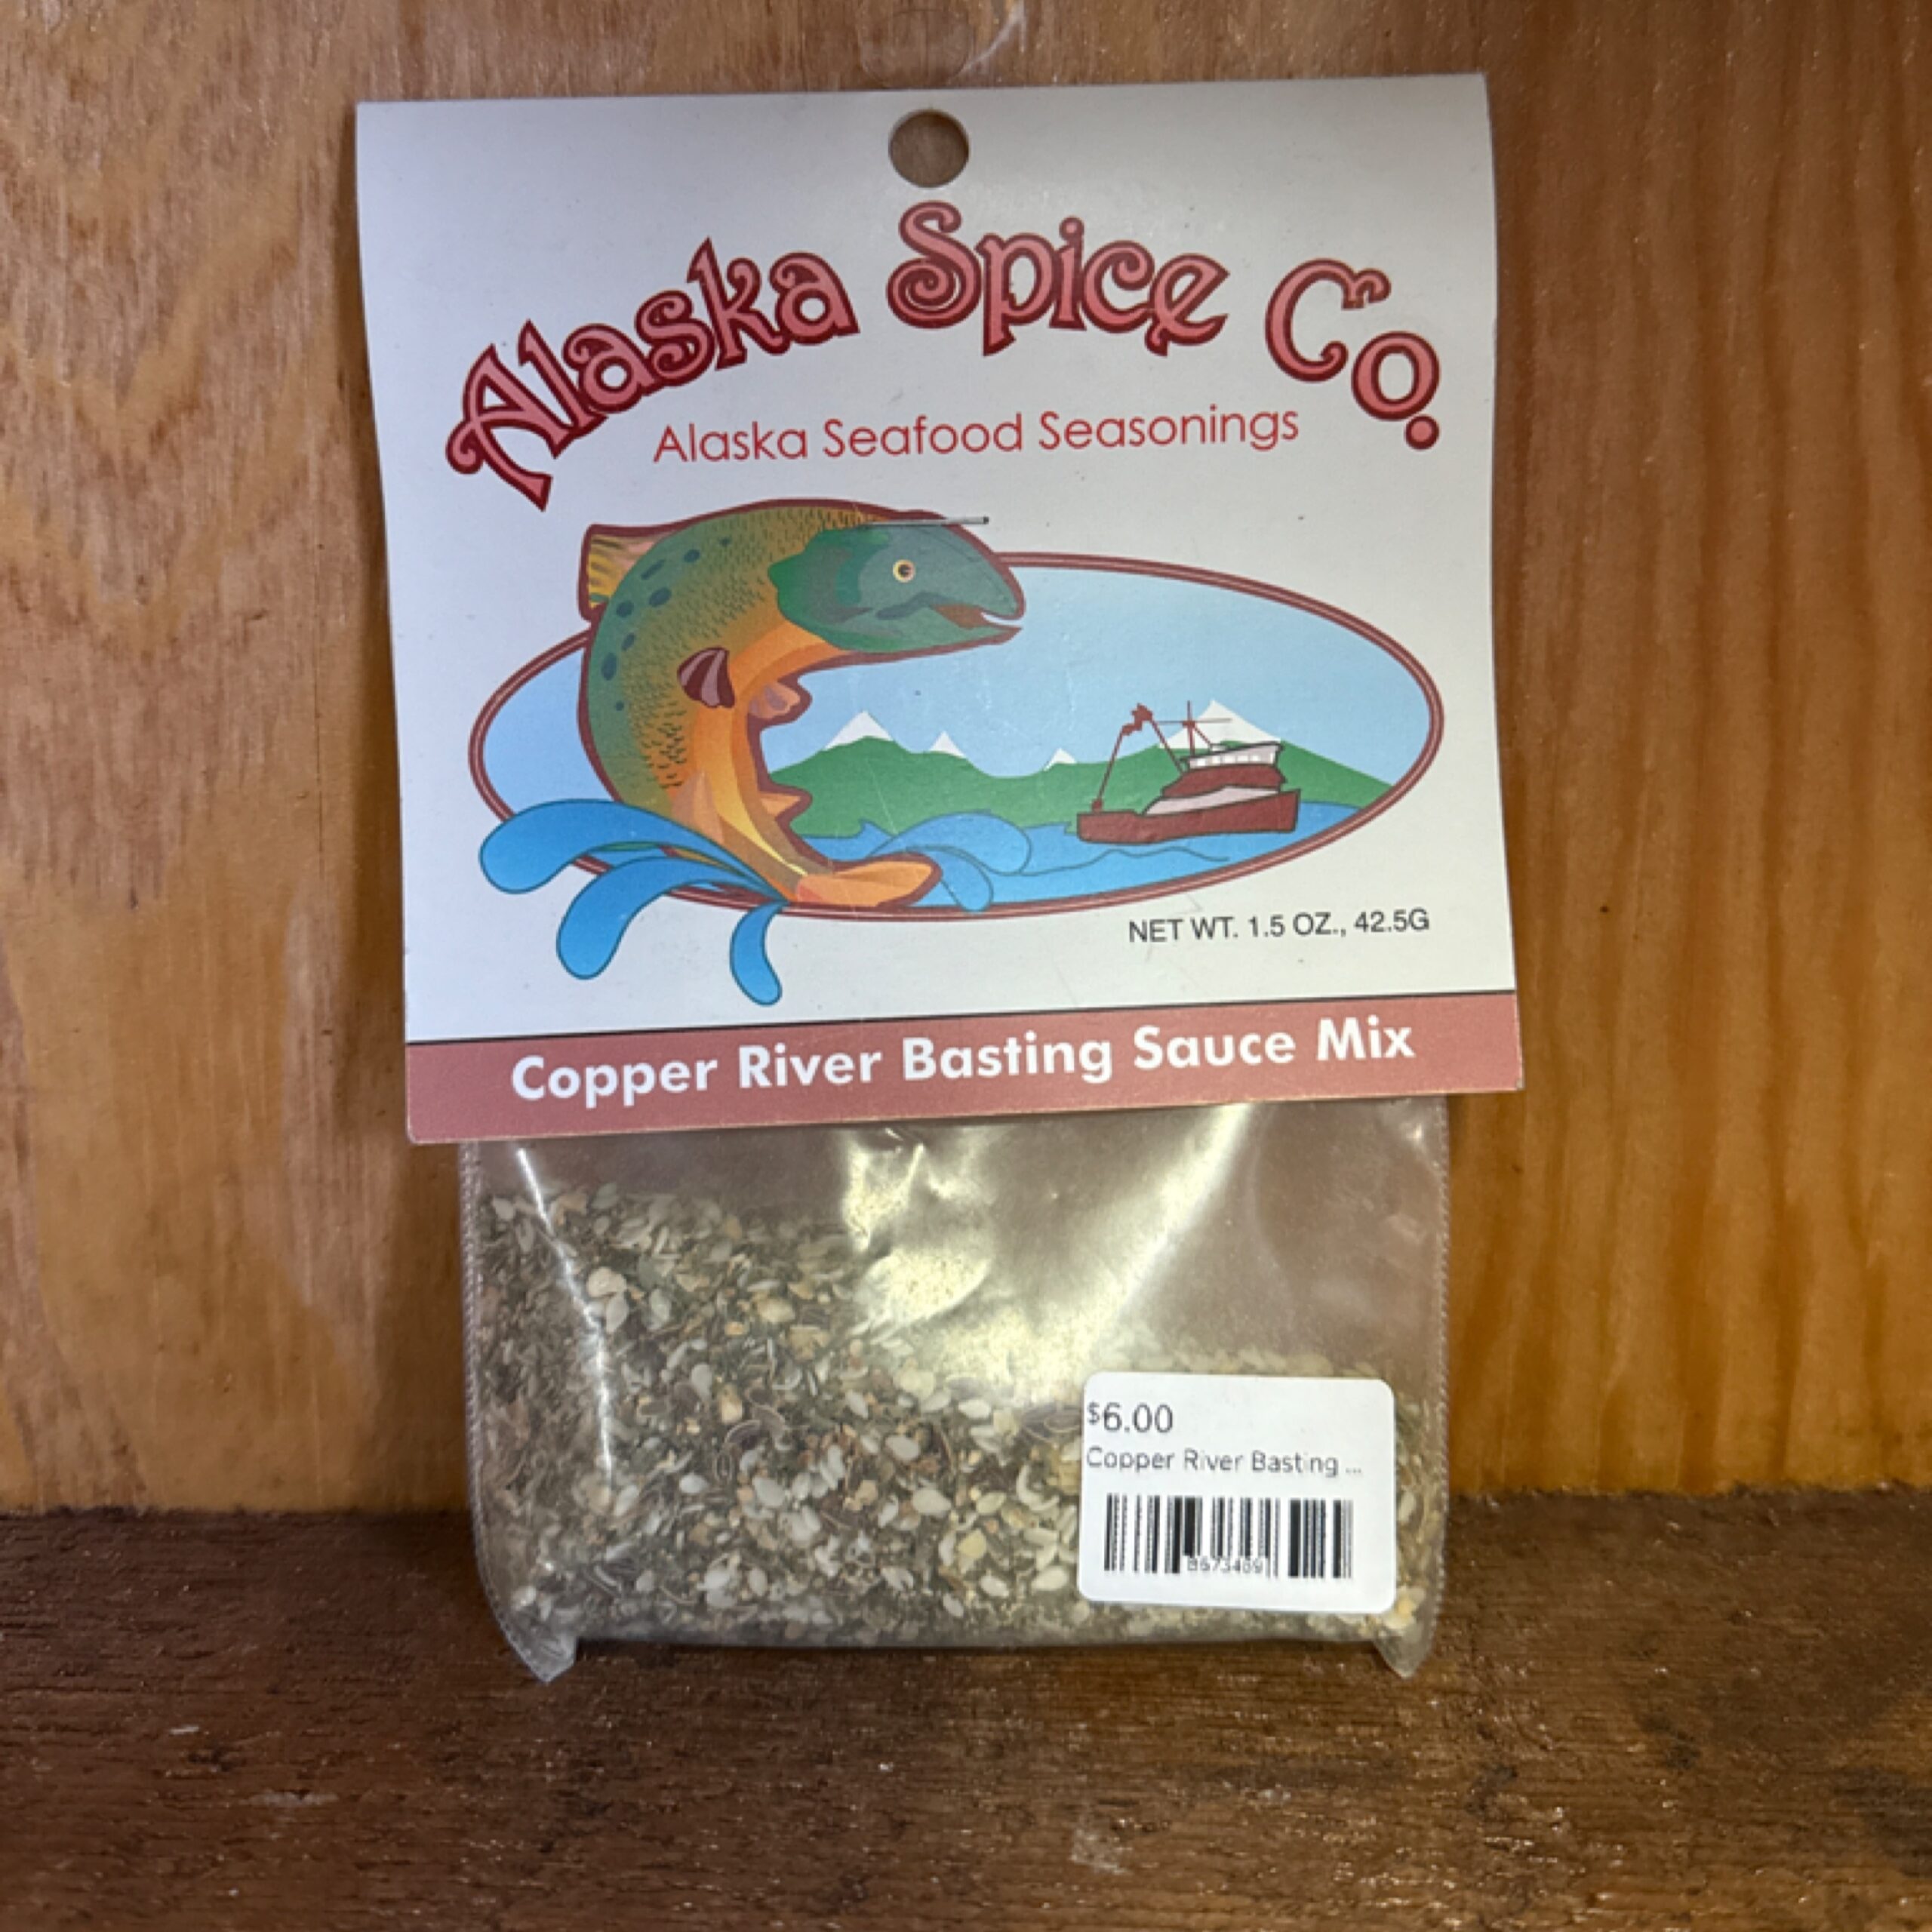 Alaska Spice Co.
Alaska Seafood Seasonings
NET WT. 1.5 OZ., 42.5G
Copper River Basting Sauce Mix
$6.00
Copper River Basting ...